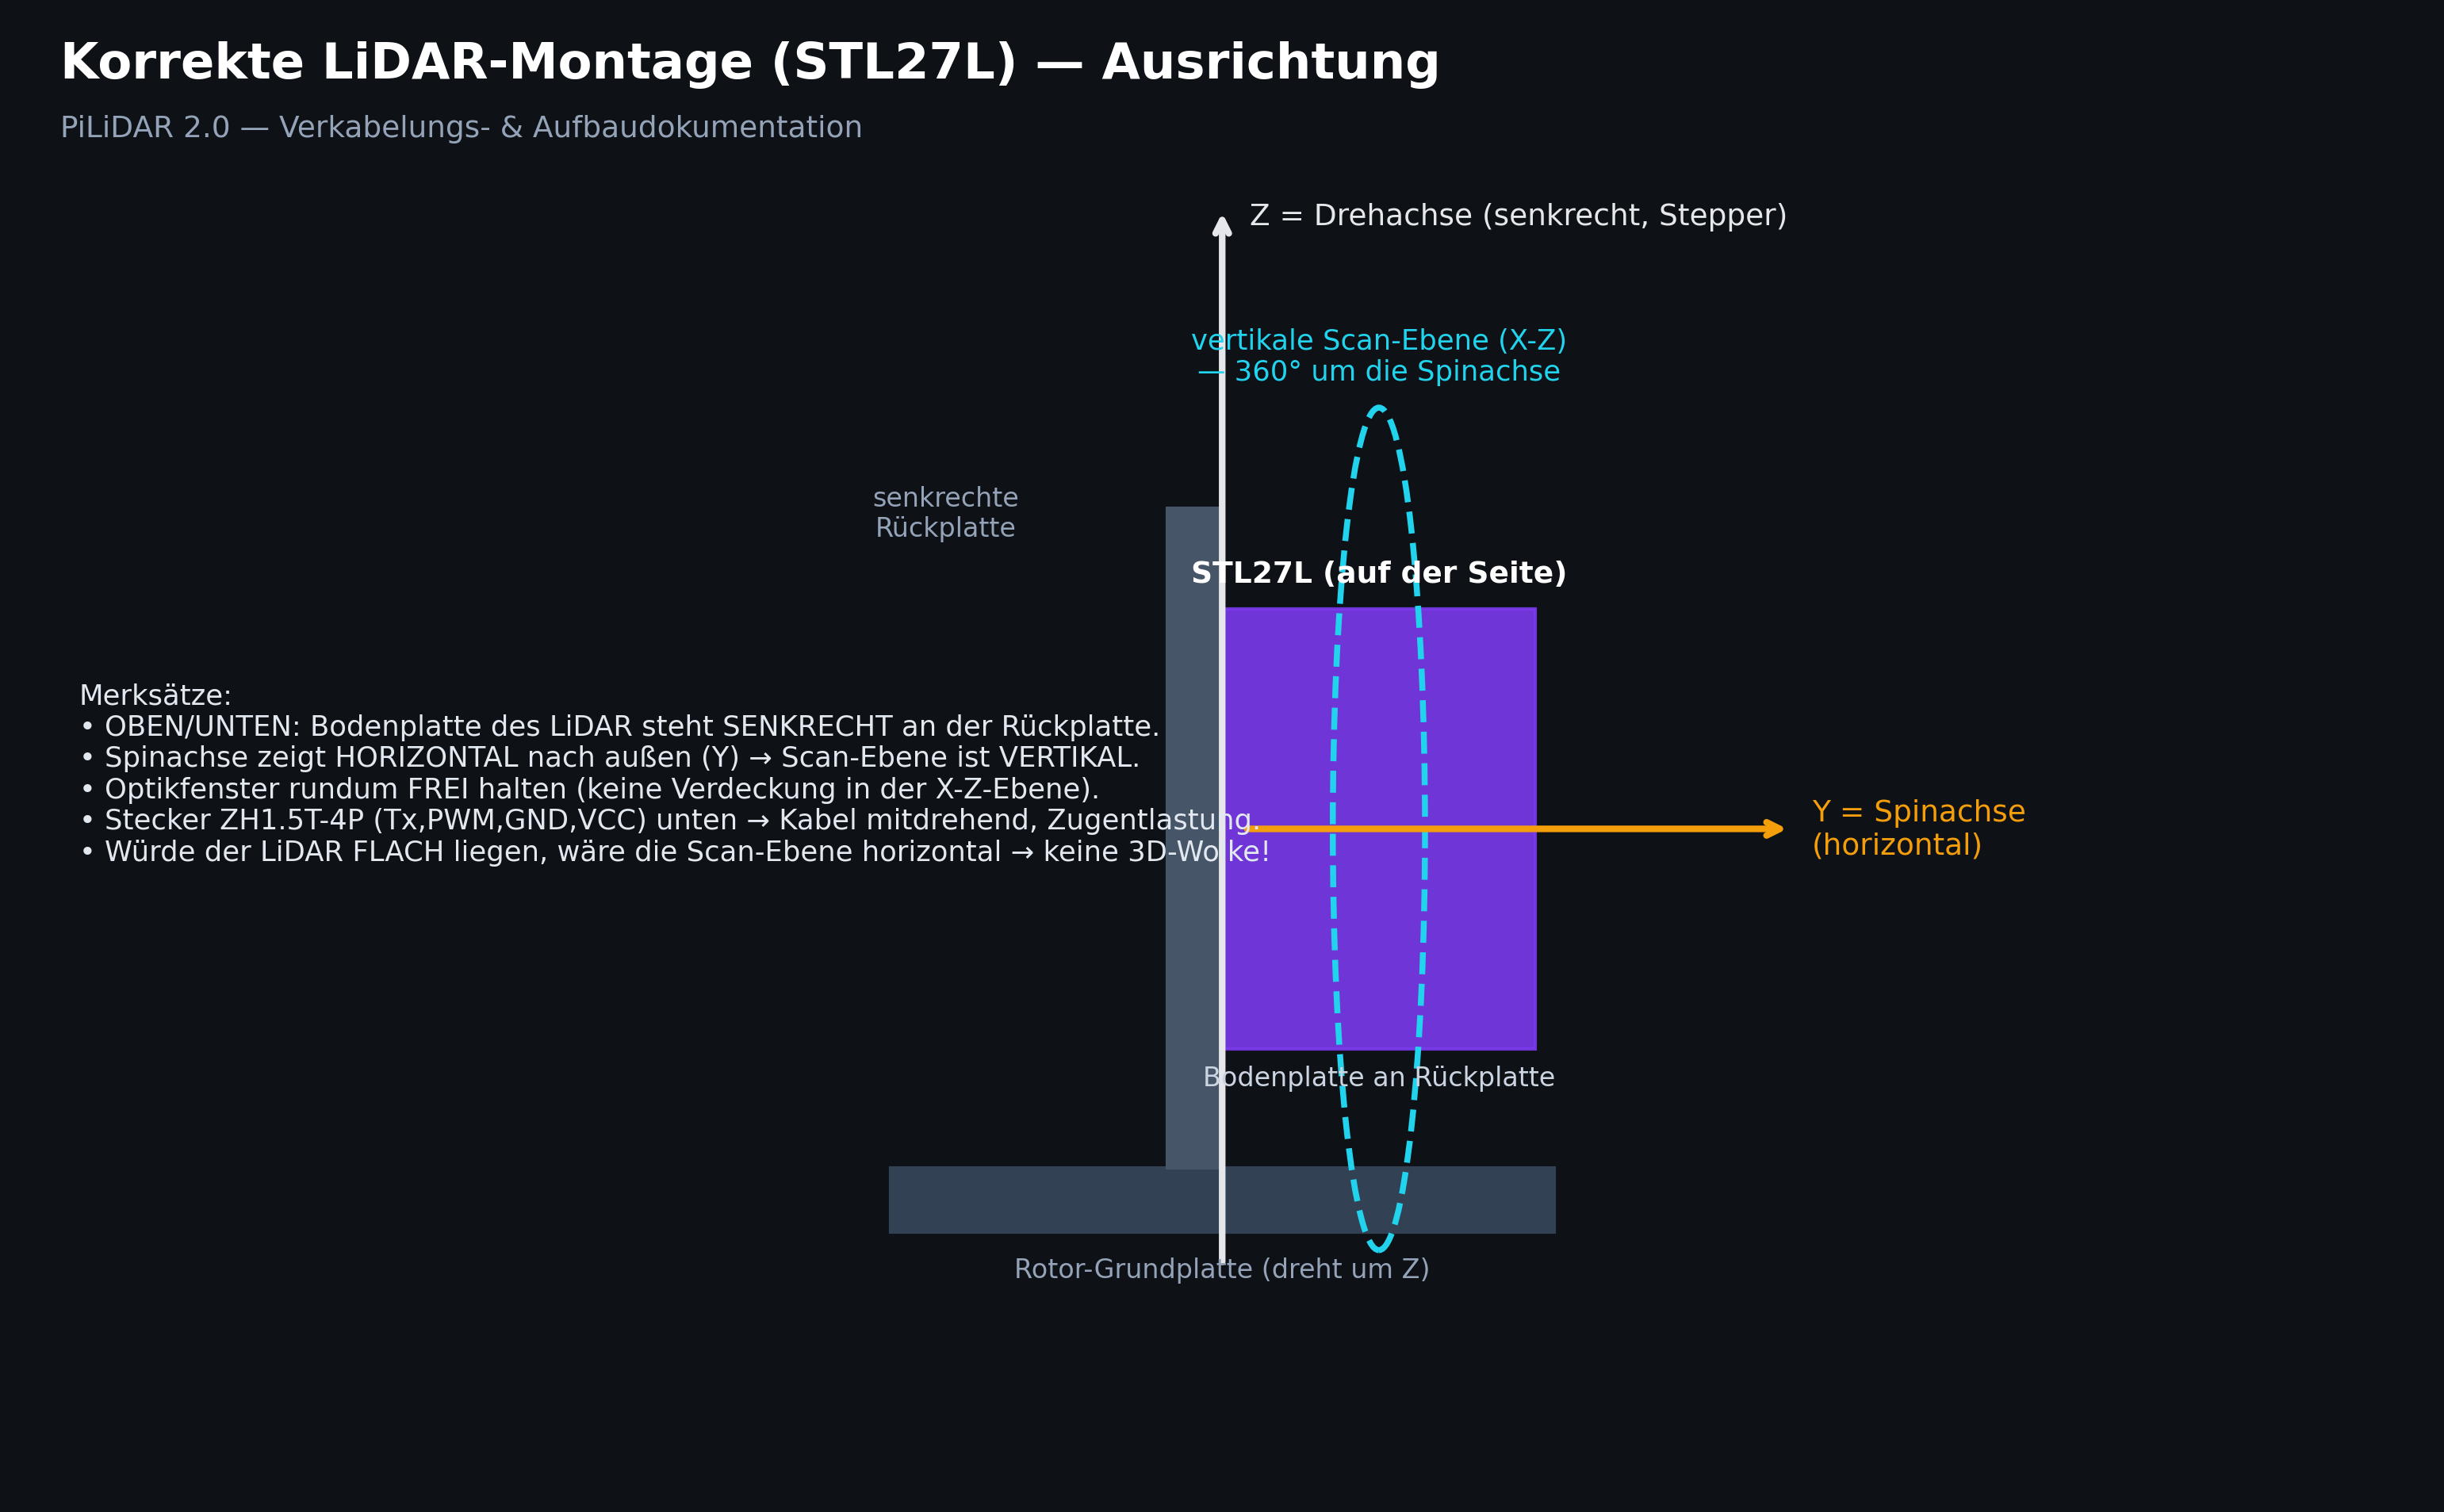 Korrekte LiDAR-Montage (STL27L) — Ausrichtung
PiLiDAR 2.0 — Verkabelungs- & Aufbaudokumentation
Z = Drehachse (senkrecht, Stepper)
vertikale Scan-Ebene (X-Z)
— 360° um die Spinachse
senkrechte
Rückplatte
STL27L (auf der Seite)
Merksätze:
• OBEN/UNTEN: Bodenplatte des LiDAR steht SENKRECHT an der Rückplatte.
• Spinachse zeigt HORIZONTAL nach außen (Y) → Scan-Ebene ist VERTIKAL.
• Optikfenster rundum FREI halten (keine Verdeckung in der X-Z-Ebene).
• Stecker ZH1.5T-4P (Tx,PWM,GND,VCC) unten → Kabel mitdrehend, Zugentlastung.
• Würde der LiDAR FLACH liegen, wäre die Scan-Ebene horizontal → keine 3D-Wolke!
Y = Spinachse
(horizontal)
Bodenplatte an Rückplatte
Rotor-Grundplatte (dreht um Z)